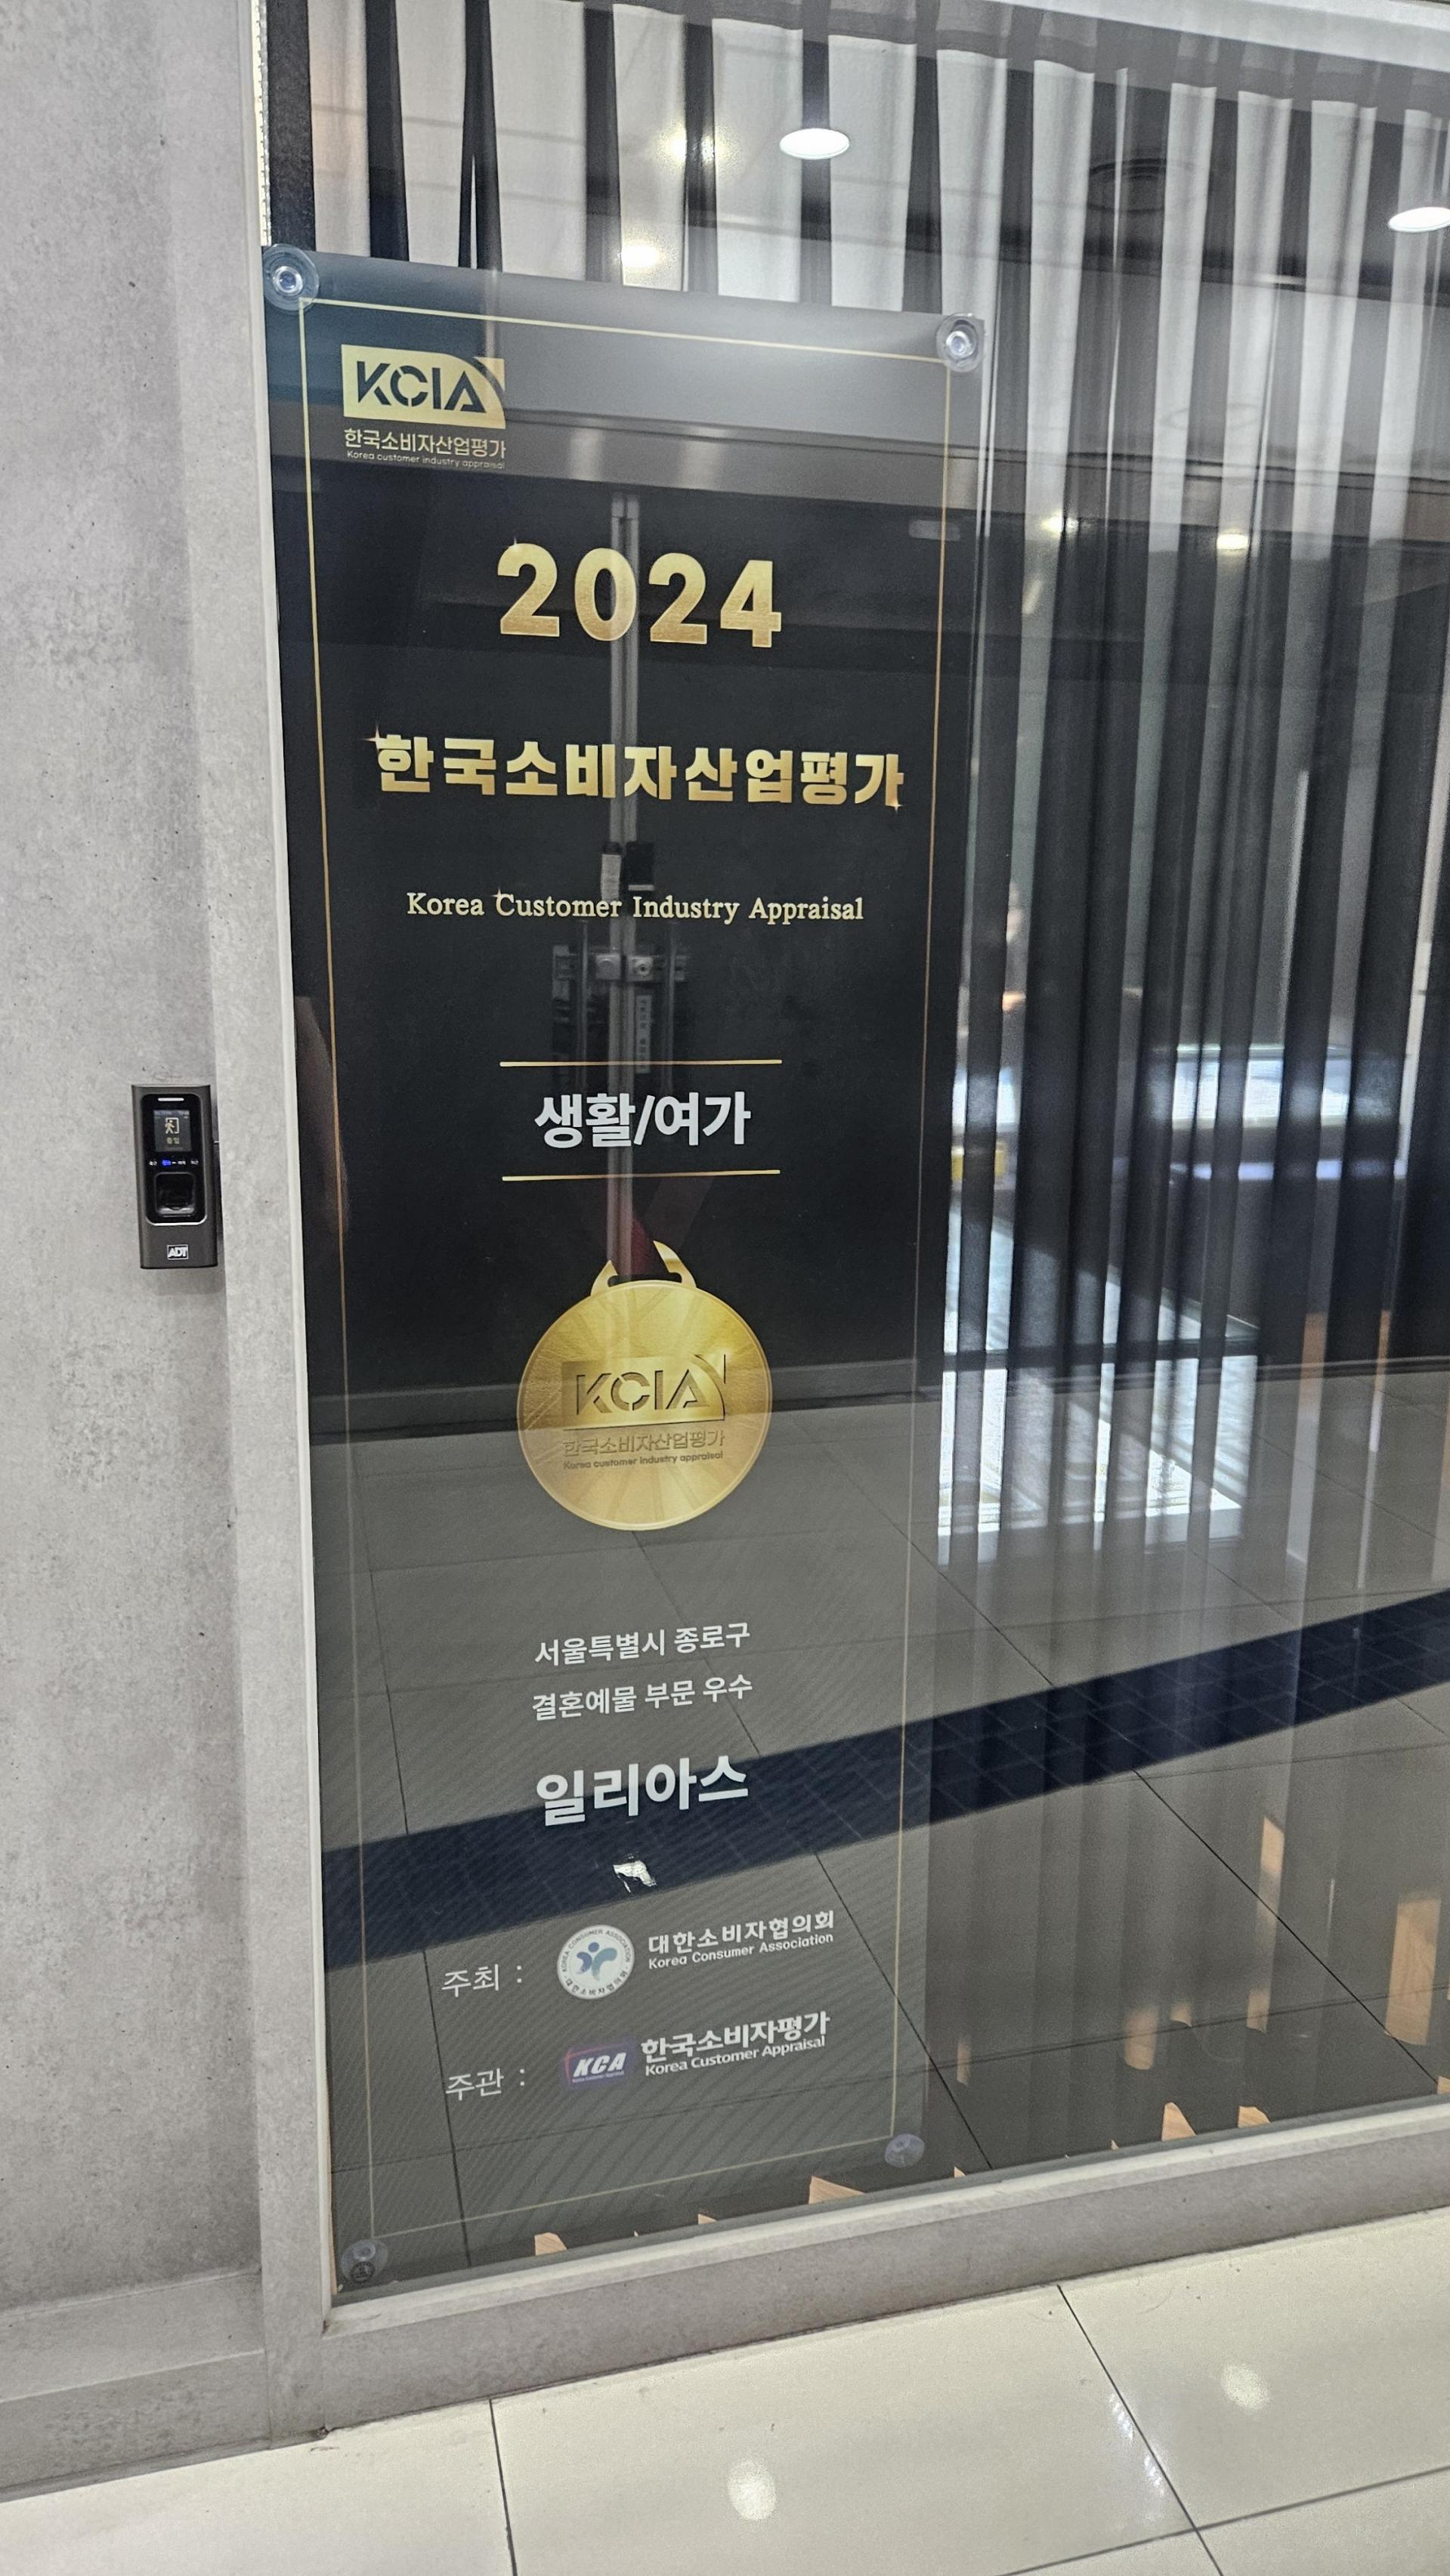 KCIA
한국소비자산업평가
Korea customer industry appraisal
2024
한국소비자산업평가
Korea Customer Industry Appraisal
생활/여가
KCIA
한국소비자산업평가
Korea customer industry appraisal
ADT
서울특별시 종로구
결혼예물 부문 우수
일리아스
주최 : 대한소비자협의회
Korea Consumer Association
주관 : KCA 한국소비자평가
Korea Customer Appraisal